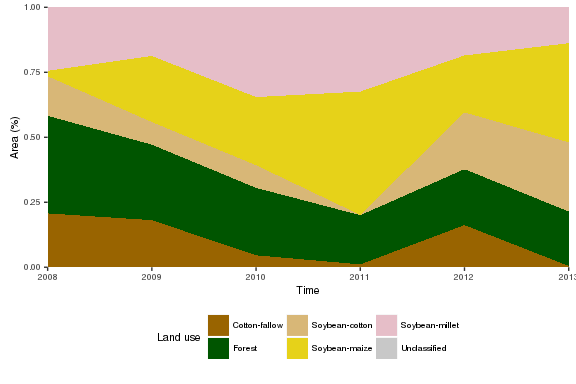 1.00
0.75
0.50
0.25
0.00
Area (%)
2008 2009 2010 2011 2012 2013
Time
Land use
Cotton-fallow Soybean-cotton Soybean-millet
Forest Soybean-maize Unclassified